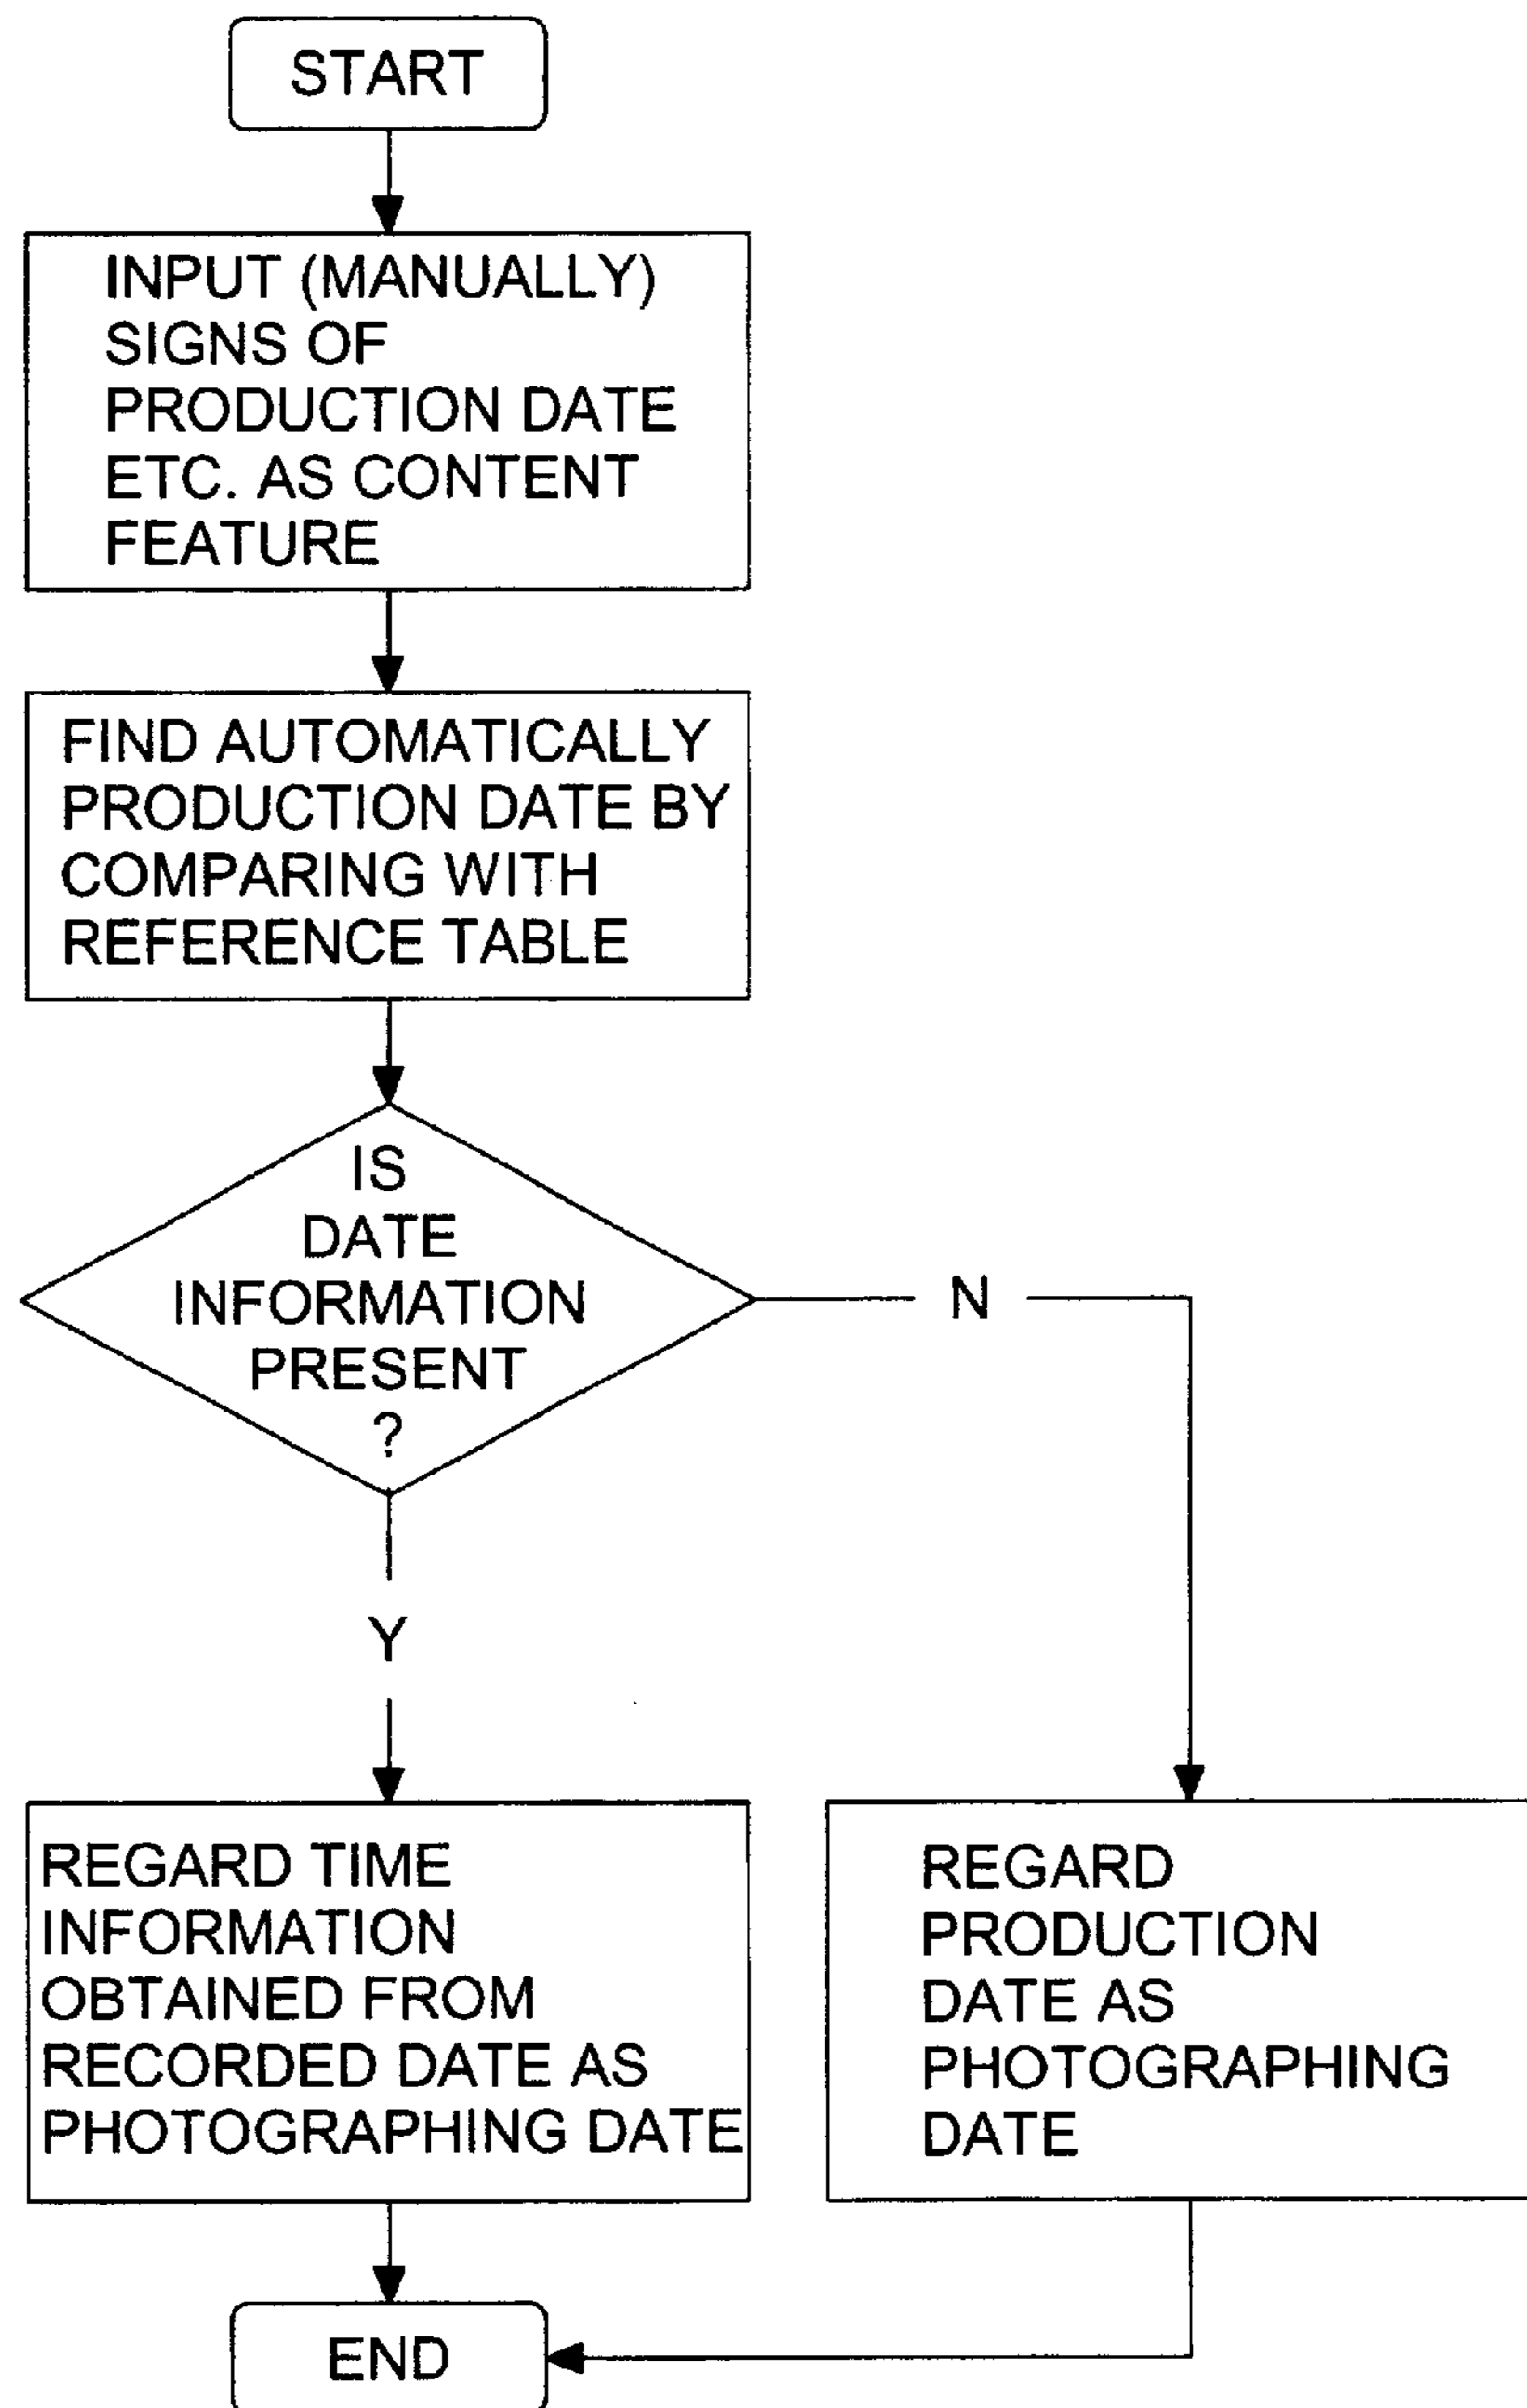 START
INPUT (MANUALLY)
SIGNS OF
PRODUCTION DATE
ETC. AS CONTENT
FEATURE
FIND AUTOMATICALLY
PRODUCTION DATE BY
COMPARING WITH
REFERENCE TABLE
IS
DATE
INFORMATION
PRESENT
?
N
Y
REGARD TIME
INFORMATION
OBTAINED FROM
RECORDED DATE AS
PHOTOGRAPHING DATE
REGARD
PRODUCTION
DATE AS
PHOTOGRAPHING
DATE
END